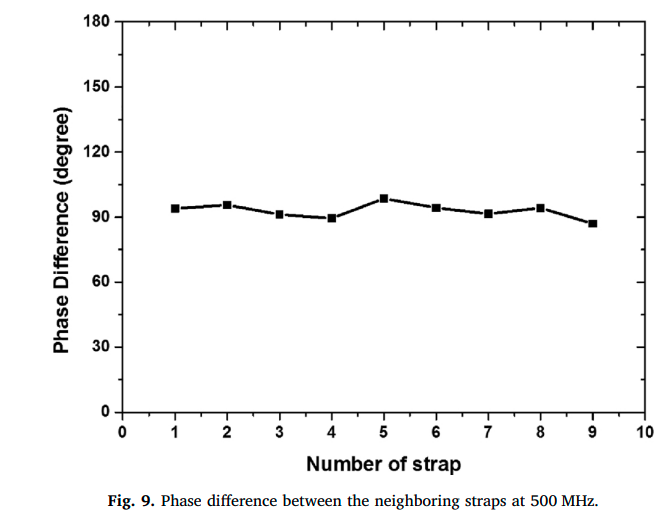 180
150
120
90
60
30
0
Phase Difference (degree)
0 1 2 3 4 5 6 7 8 9 10
Number of strap
Fig. 9. Phase difference between the neighboring straps at 500 MHz.